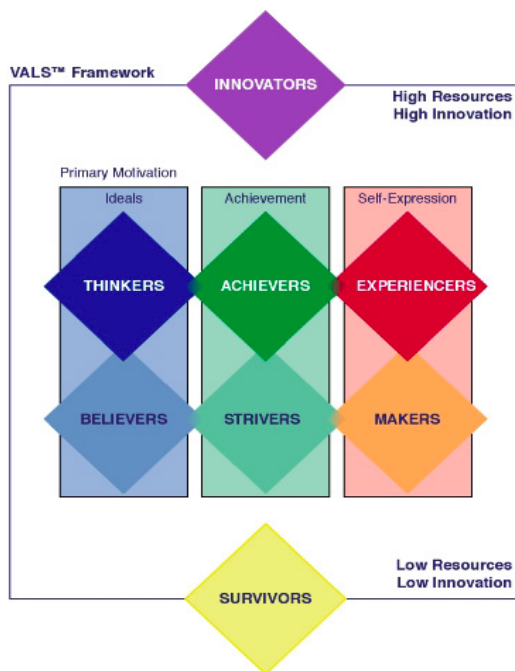 VALS™ Framework
INNOVATORS
High Resources
High Innovation
Primary Motivation
Ideals
Achievement
Self-Expression
THINKERS
ACHIEVERS
EXPERIENCERS
BELIEVERS
STRIVERS
MAKERS
Low Resources
Low Innovation
SURVIVORS